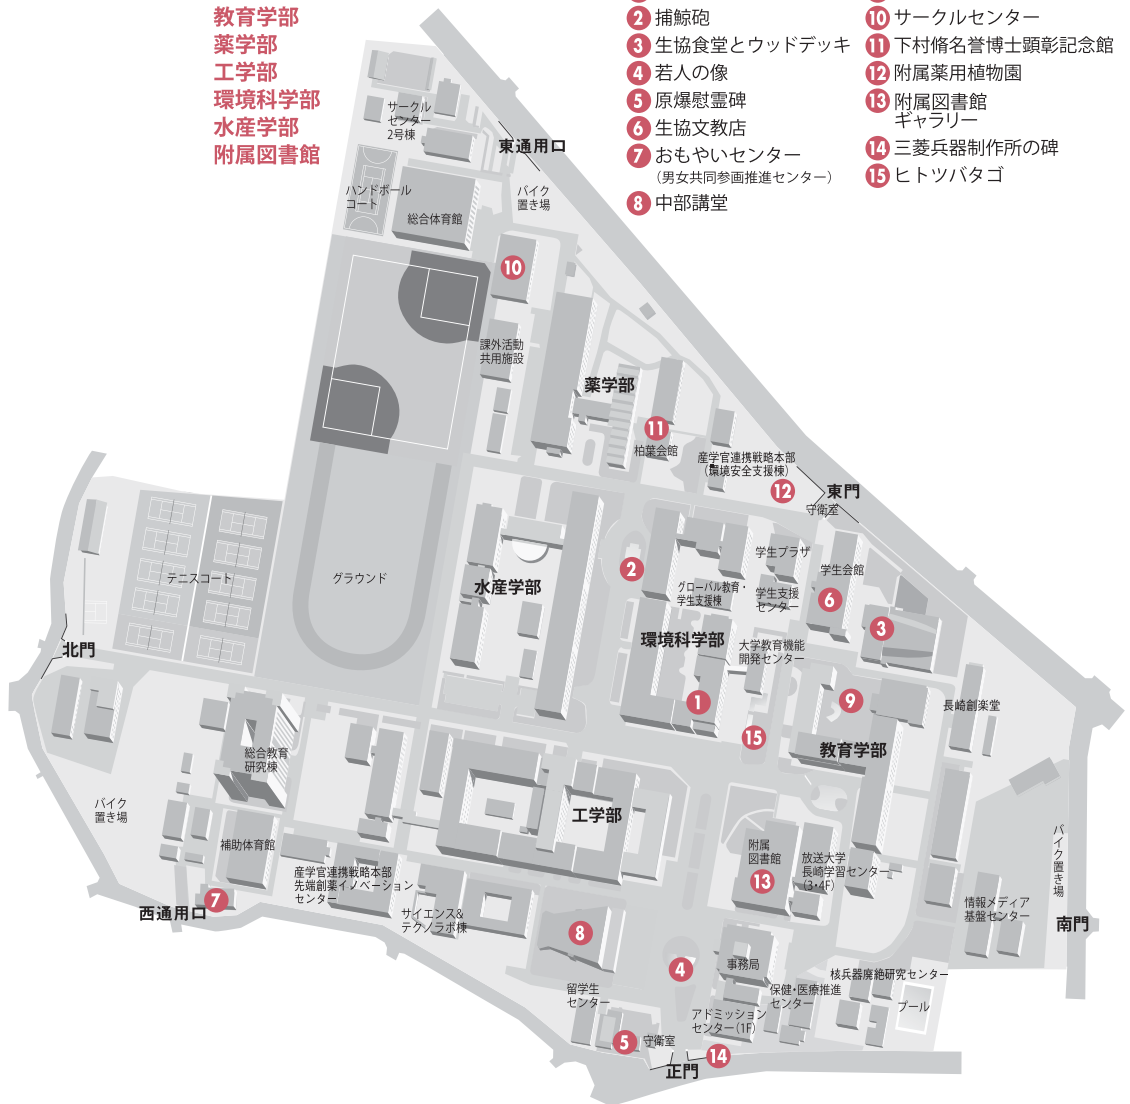 教育学部
薬学部
工学部
環境科学部
水産学部
附属図書館
2 捕鯨砲
3 生協食堂とウッドデッキ
4 若人の像
5 原爆慰霊碑
6 生協文教店
7 おもやいセンター
(男女共同参画推進センター)
8 中部講堂
10 サークルセンター
11 下村脩名誉博士顕彰記念館
12 附属薬用植物園
13 附属図書館
ギャラリー
14 三菱兵器制作所の碑
15 ヒトツバタゴ
サークル
センター
2号棟
東通用口
ハンドボール
コート
バイク
置き場
総合体育館
10
課外活動
共用施設
薬学部
11
柏葉会館
産学官連携戦略本部
(環境安全支援棟)
12
東門
守衛室
2
水産学部
グラウンド
テニスコート
学生プラザ
学生会館
グローバル教育・
学生支援棟
学生支援
センター
6
3
環境科学部
大学教育機能
開発センター
北門
1
9
長崎創楽堂
15
教育学部
総合教育
研究棟
バイク
置き場
工学部
補助体育館
附属
図書館
13
放送大学
長崎学習センター
(3・4F)
バイク置き場
産学官連携戦略本部
先端創薬イノベーション
センター
7
西通用口
サイエンス&
テクノラボ棟
8
情報メディア
基盤センター
南門
4
事務局
核兵器廃絶研究センター
留学生
センター
保健・医療推進
センター
プール
アドミッション
センター(1F)
5
守衛室
14
正門